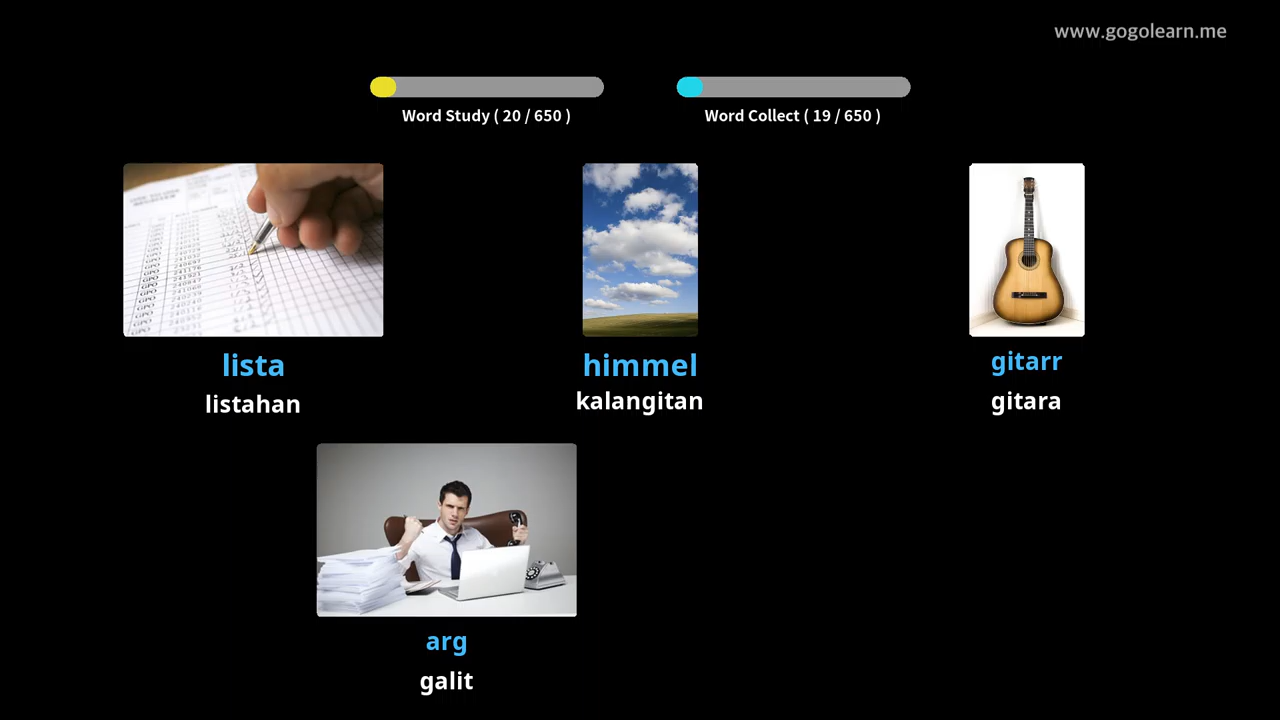 www.gogolearn.me
Word Study ( 20 / 650 )
Word Collect ( 19 / 650 )
lista
listahan
himmel
kalangitan
gitarr
gitara
arg
galit